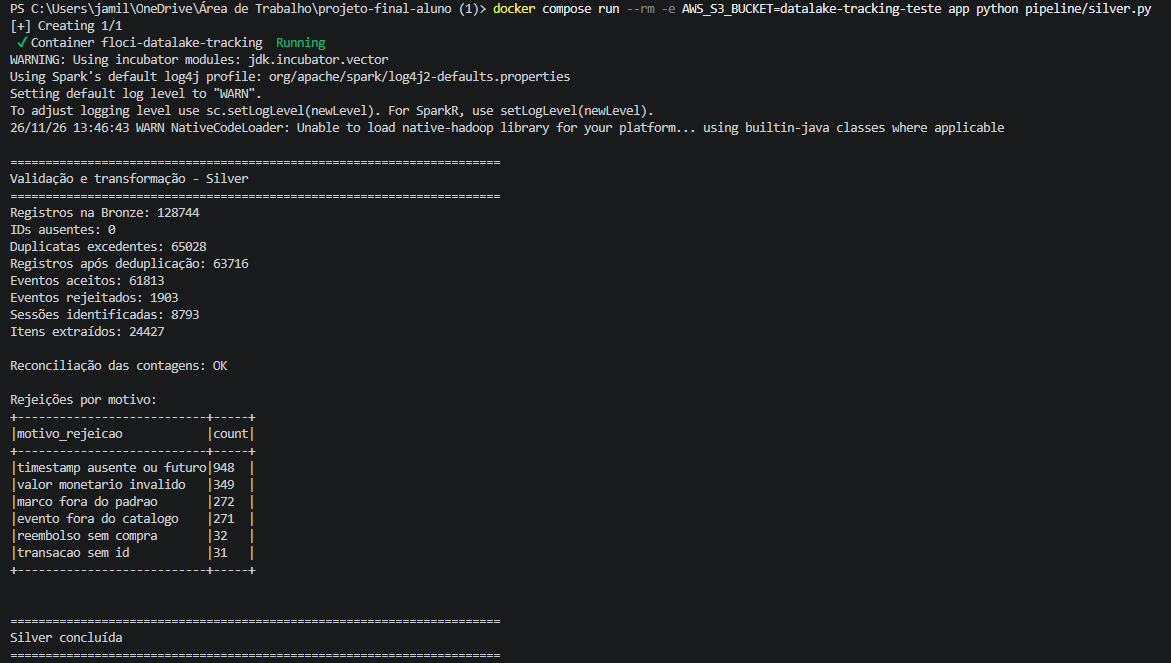 PS C:\Users\jamil\OneDrive\Área de Trabalho\projeto-final-aluno (1)> docker compose run --rm -e AWS_S3_BUCKET=datalake-tracking-teste app python pipeline/silver.py
[+] Creating 1/1
✓Container floci-datalake-tracking  Running
WARNING: Using incubator modules: jdk.incubator.vector
Using Spark's default log4j profile: org/apache/spark/log4j2-defaults.properties
Setting default log level to "WARN".
To adjust logging level use sc.setLogLevel(newLevel). For SparkR, use setLogLevel(newLevel).
26/11/26 13:46:43 WARN NativeCodeLoader: Unable to load native-hadoop library for your platform... using builtin-java classes where applicable
======================================================================
Validação e transformação - Silver
======================================================================
Registros na Bronze: 128744
IDs ausentes: 0
Duplicatas excedentes: 65028
Registros após deduplicação: 63716
Eventos aceitos: 61813
Eventos rejeitados: 1903
Sessões identificadas: 8793
Itens extraídos: 24427
Reconciliação das contagens: OK
Rejeições por motivo:
+---------------------------+-----+
|motivo_rejeicao            |count|
+---------------------------+-----+
|timestamp ausente ou futuro|948  |
|valor monetario invalido   |349  |
|marco fora do padrao       |272  |
|evento fora do catalogo    |271  |
|reembolso sem compra       |32   |
|transacao sem id           |31   |
+---------------------------+-----+
======================================================================
Silver concluída
======================================================================